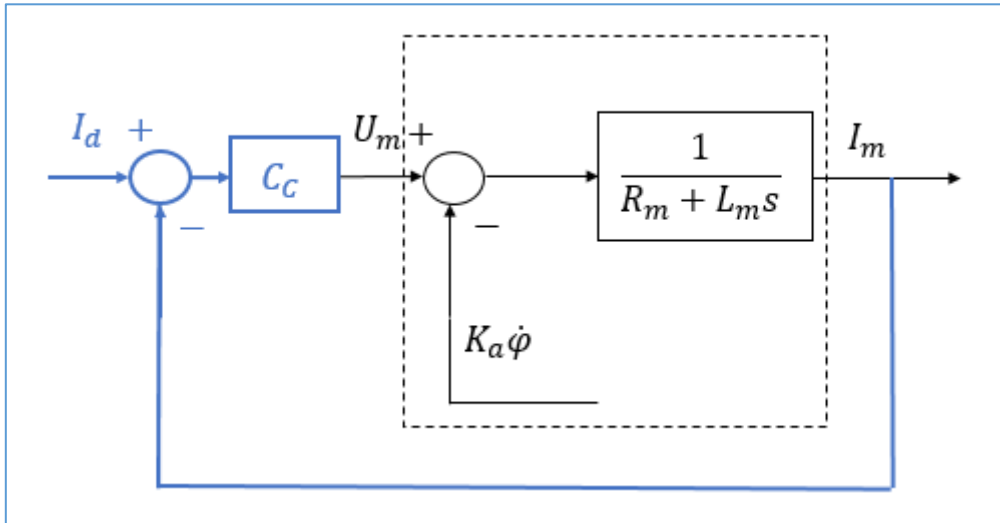 I_d +
−
C_C
U_m +
−
K_a φ̇
1
R_m + L_m s
I_m